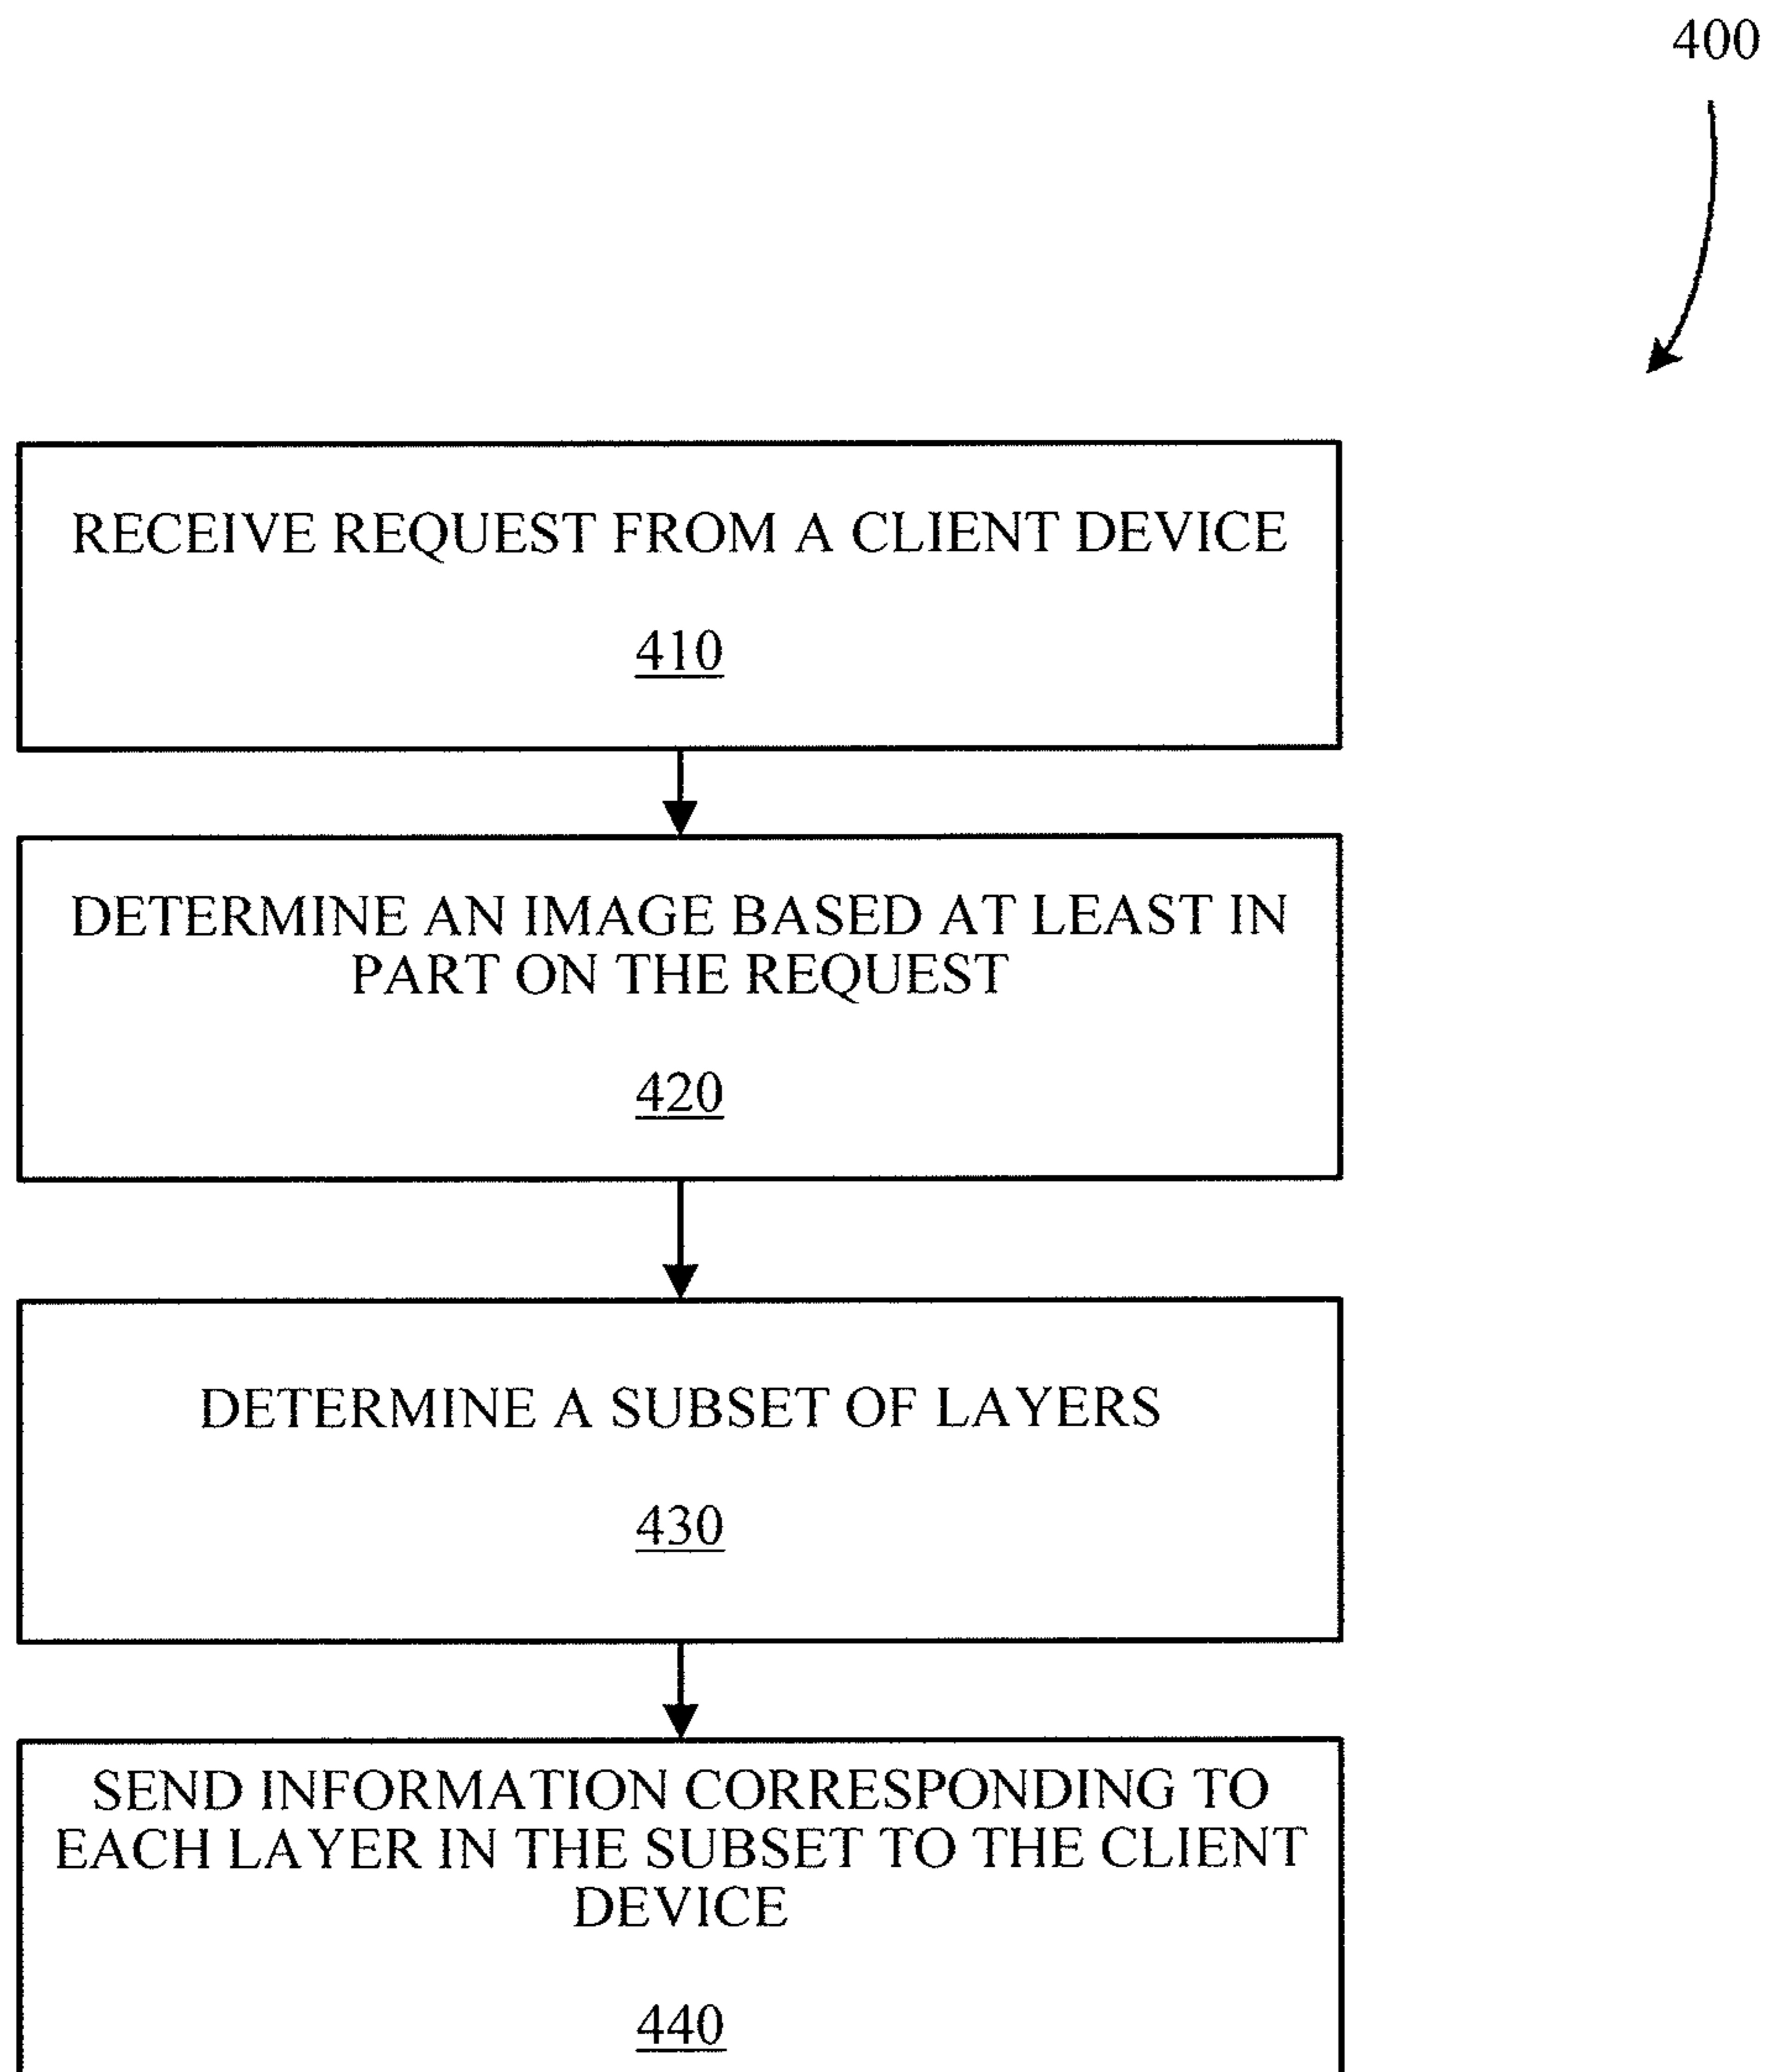 400
RECEIVE REQUEST FROM A CLIENT DEVICE
410
DETERMINE AN IMAGE BASED AT LEAST IN
PART ON THE REQUEST
420
DETERMINE A SUBSET OF LAYERS
430
SEND INFORMATION CORRESPONDING TO
EACH LAYER IN THE SUBSET TO THE CLIENT
DEVICE
440